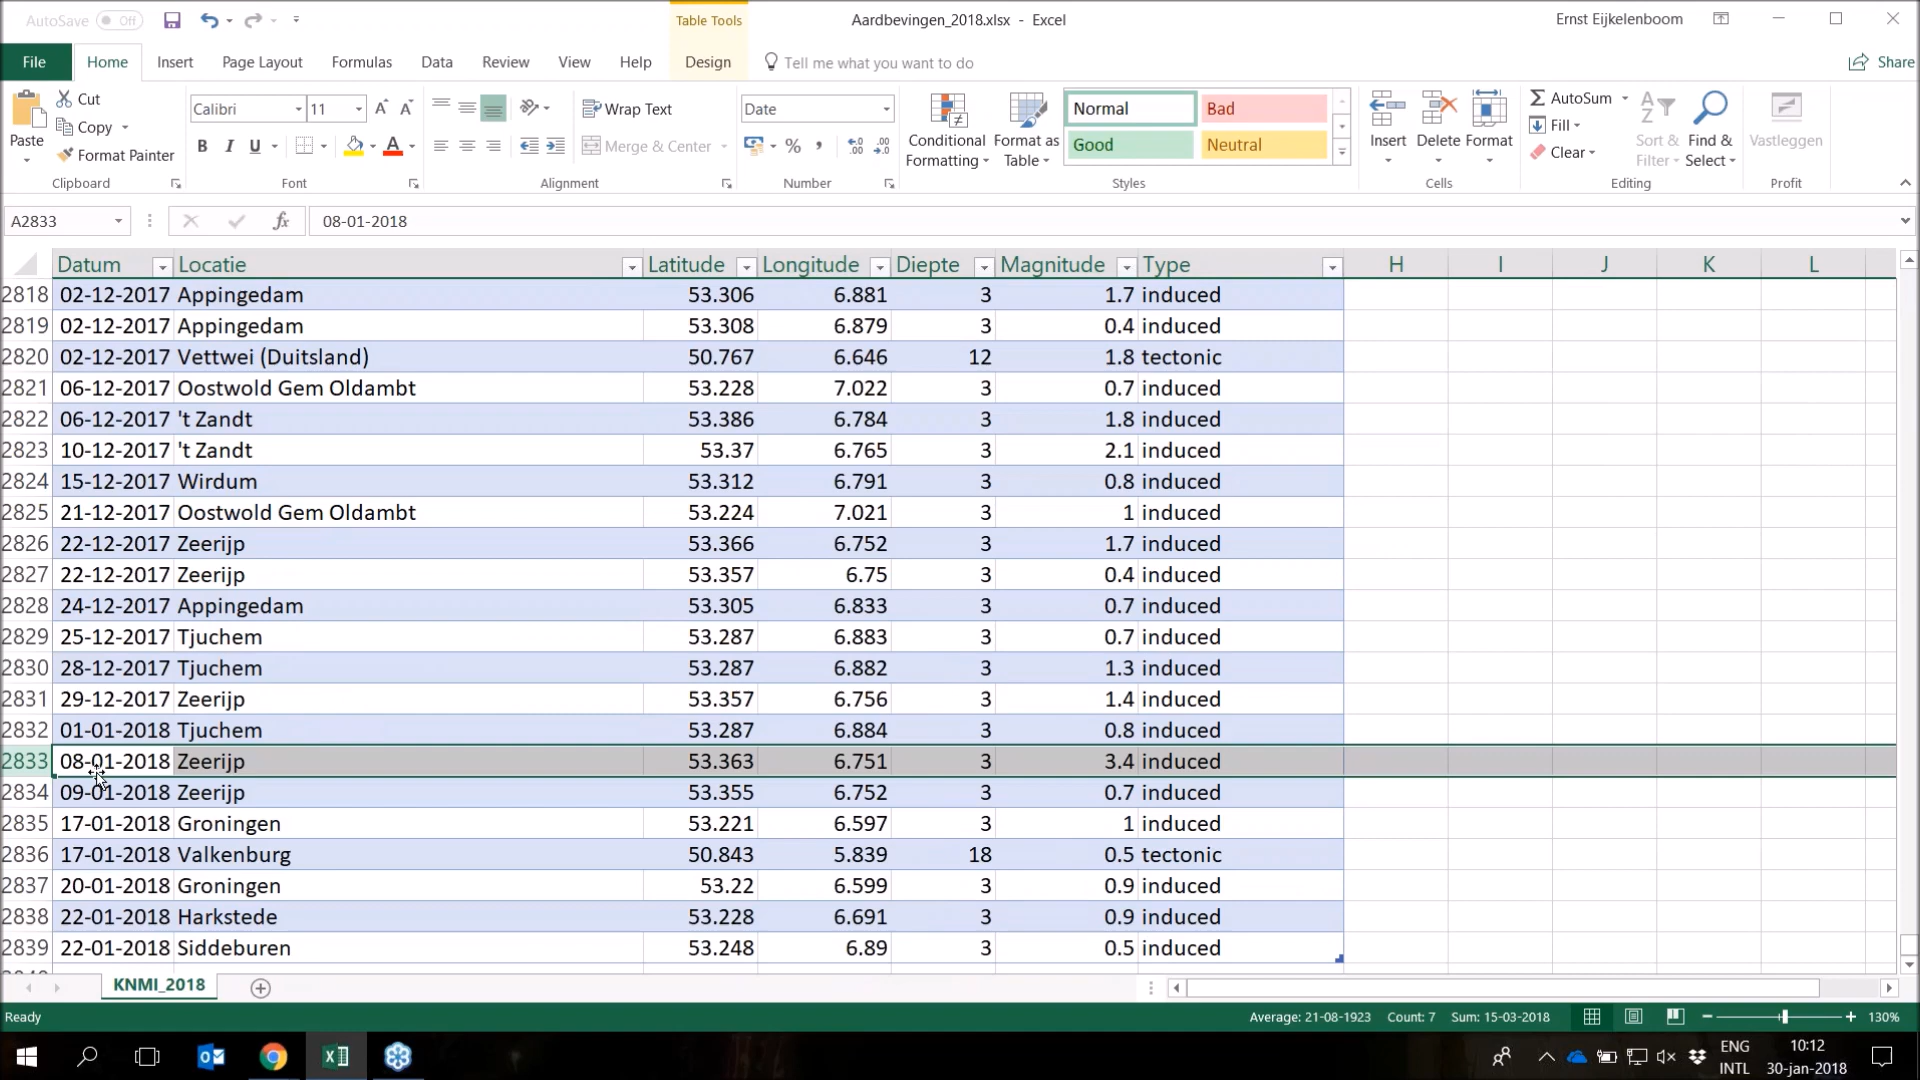 AutoSave Off
Table Tools
Aardbevingen_2018.xlsx - Excel
Ernst Eijkelenboom
File Home Insert Page Layout Formulas Data Review View Help Design Tell me what you want to do Share
Paste
Cut
Copy
Format Painter
Clipboard
Calibri 11
B I U
Font
Wrap Text
Merge & Center
Alignment
Date
Number
Conditional Formatting
Format as Table
Normal Bad
Good Neutral
Styles
Insert Delete Format
Cells
AutoSum
Fill
Clear
Sort & Filter
Find & Select
Editing
Vastleggen
Profit
A2833 fx 08-01-2018
Datum Locatie Latitude Longitude Diepte Magnitude Type H I J K L
2818 02-12-2017 Appingedam 53.306 6.881 3 1.7 induced
2819 02-12-2017 Appingedam 53.308 6.879 3 0.4 induced
2820 02-12-2017 Vettwei (Duitsland) 50.767 6.646 12 1.8 tectonic
2821 06-12-2017 Oostwold Gem Oldambt 53.228 7.022 3 0.7 induced
2822 06-12-2017 't Zandt 53.386 6.784 3 1.8 induced
2823 10-12-2017 't Zandt 53.37 6.765 3 2.1 induced
2824 15-12-2017 Wirdum 53.312 6.791 3 0.8 induced
2825 21-12-2017 Oostwold Gem Oldambt 53.224 7.021 3 1 induced
2826 22-12-2017 Zeerijp 53.366 6.752 3 1.7 induced
2827 22-12-2017 Zeerijp 53.357 6.75 3 0.4 induced
2828 24-12-2017 Appingedam 53.305 6.833 3 0.7 induced
2829 25-12-2017 Tjuchem 53.287 6.883 3 0.7 induced
2830 28-12-2017 Tjuchem 53.287 6.882 3 1.3 induced
2831 29-12-2017 Zeerijp 53.357 6.756 3 1.4 induced
2832 01-01-2018 Tjuchem 53.287 6.884 3 0.8 induced
2833 08-01-2018 Zeerijp 53.363 6.751 3 3.4 induced
2834 09-01-2018 Zeerijp 53.355 6.752 3 0.7 induced
2835 17-01-2018 Groningen 53.221 6.597 3 1 induced
2836 17-01-2018 Valkenburg 50.843 5.839 18 0.5 tectonic
2837 20-01-2018 Groningen 53.22 6.599 3 0.9 induced
2838 22-01-2018 Harkstede 53.228 6.691 3 0.9 induced
2839 22-01-2018 Siddeburen 53.248 6.89 3 0.5 induced
KNMI_2018
Ready Average: 21-08-1923 Count: 7 Sum: 15-03-2018 130%
ENG 10:12
INTL 30-jan-2018